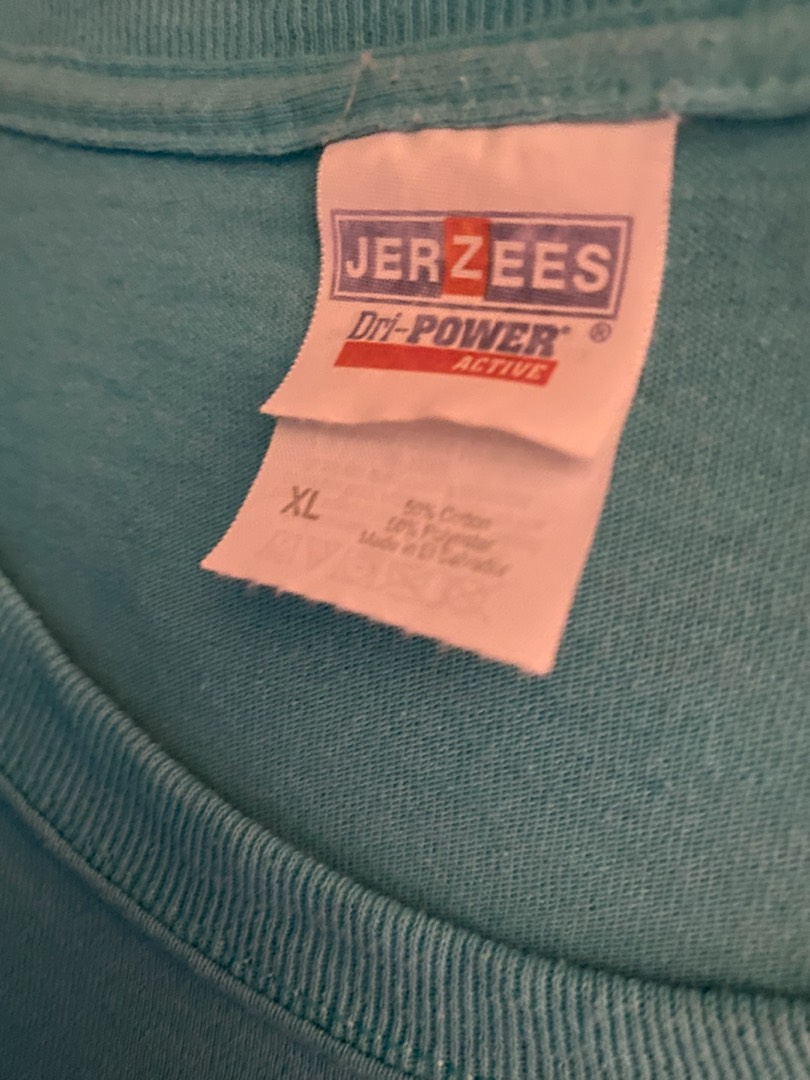 JERZEES
Dri-POWER®
ACTIVE
XL
50% Cotton
50% Polyester
Made in El Salvador